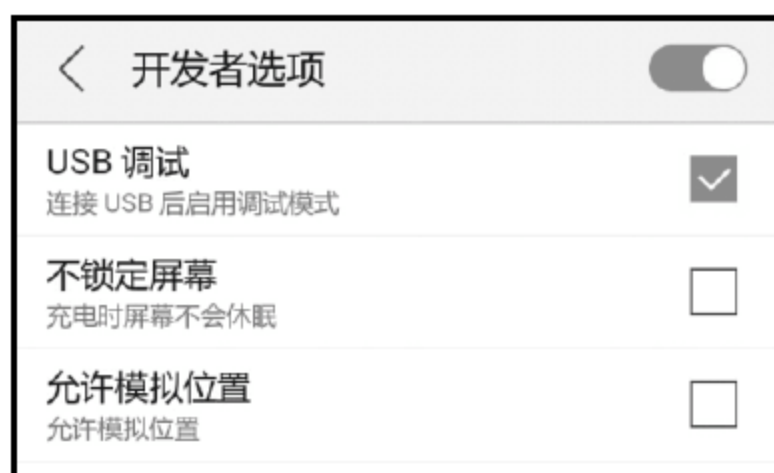 开发者选项
USB 调试
连接 USB 后启用调试模式
不锁定屏幕
充电时屏幕不会休眠
允许模拟位置
允许模拟位置